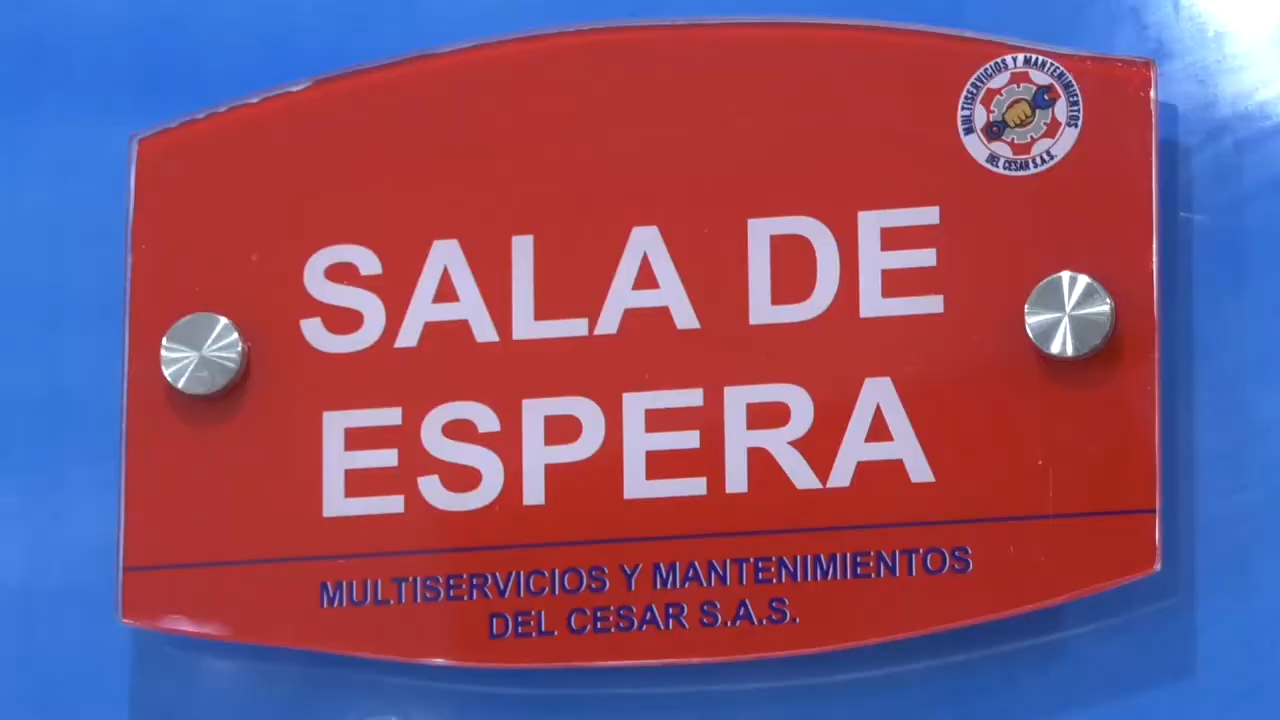 MULTISERVICIOS Y MANTENIMIENTOS
DEL CESAR S.A.S.
SALA DE
ESPERA
MULTISERVICIOS Y MANTENIMIENTOS
DEL CESAR S.A.S.